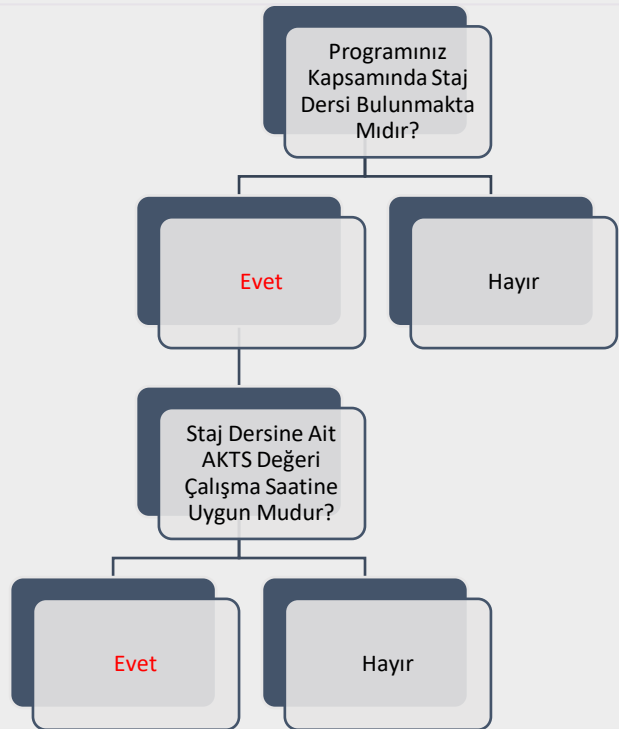 Programınız
Kapsamında Staj
Dersi Bulunmakta
Mıdır?
Evet
Hayır
Staj Dersine Ait
AKTS Değeri
Çalışma Saatine
Uygun Mudur?
Evet
Hayır